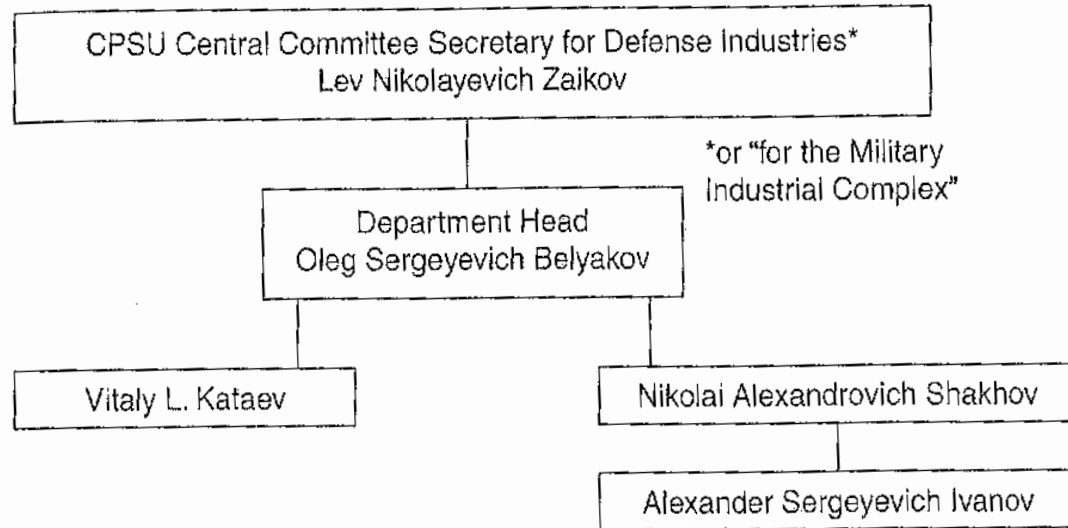 CPSU Central Committee Secretary for Defense Industries*
Lev Nikolayevich Zaikov
*or "for the Military
Industrial Complex"
Department Head
Oleg Sergeyevich Belyakov
Vitaly L. Kataev
Nikolai Alexandrovich Shakhov
Alexander Sergeyevich Ivanov